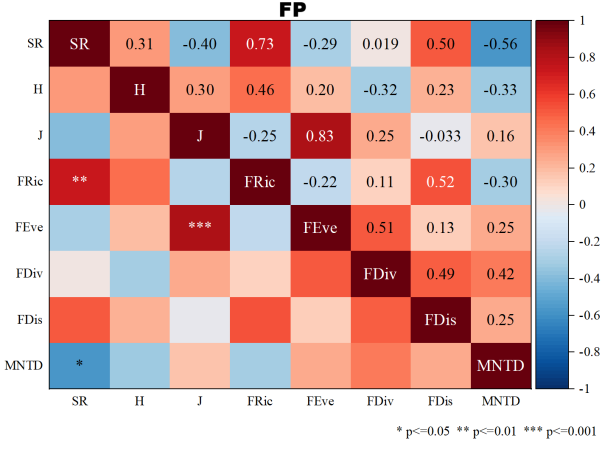 FP
SR SR 0.31 -0.40 0.73 -0.29 0.019 0.50 -0.56 1
0.8
H H 0.30 0.46 0.20 -0.32 0.23 -0.33
0.6
J J -0.25 0.83 0.25 -0.033 0.16
0.4
FRic ** FRic -0.22 0.11 0.52 -0.30
0.2
0
FEve *** FEve 0.51 0.13 0.25
-0.2
FDiv FDiv 0.49 0.42
-0.4
FDis FDis 0.25
-0.6
MNTD * MNTD
-0.8
-1
SR H J FRic FEve FDiv FDis MNTD
* p<=0.05 ** p<=0.01 *** p<=0.001